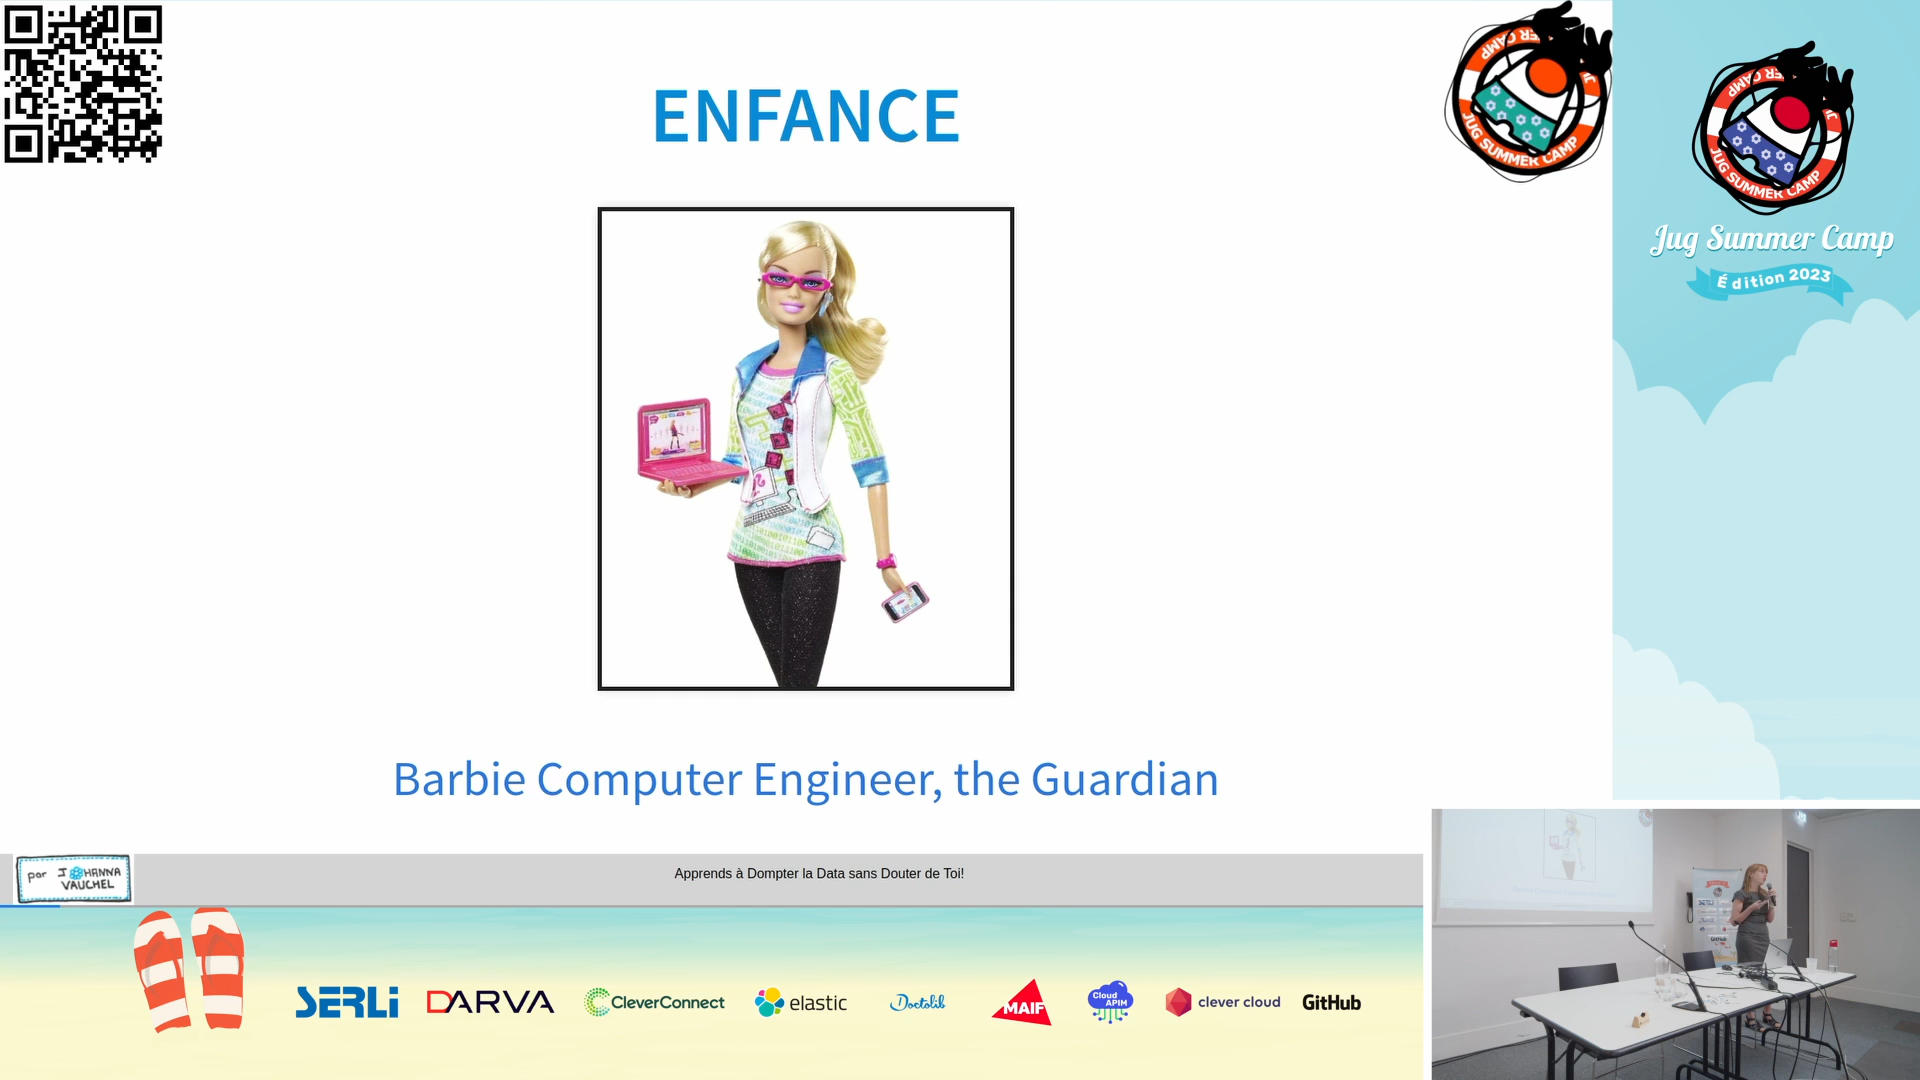 ENFANCE
JUG SUMMER CAMP
JUG SUMMER CAMP
Jug Summer Camp
Édition 2023
Barbie Computer Engineer, the Guardian
par JOHANNA
VAUCHEL
Apprends à Dompter la Data sans Douter de Toi!
SERLi
DARVA
CleverConnect
elastic
Doctolib
MAIF
Cloud
APIM
clever cloud
GitHub
SERLi
GitHub